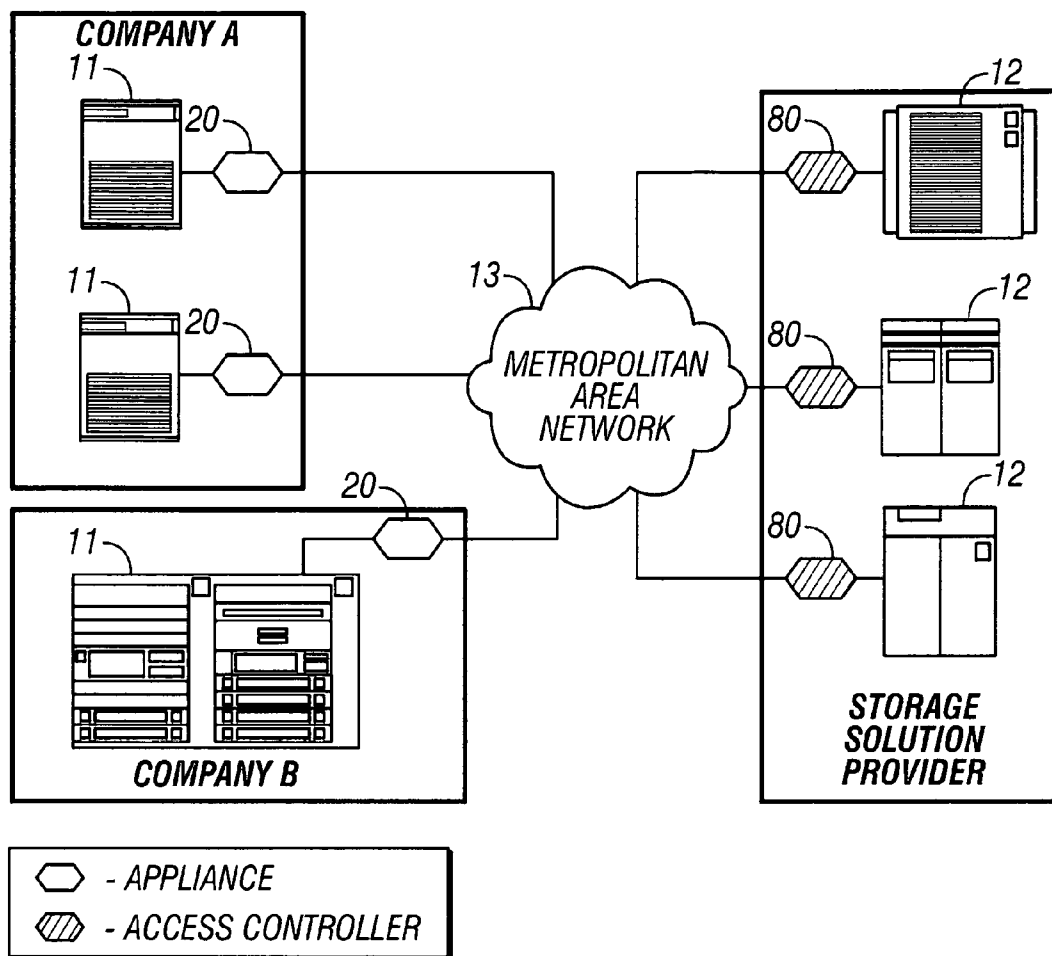 COMPANY A
11
20
11
20
13
METROPOLITAN
AREA
NETWORK
20
11
COMPANY B
12
80
12
80
12
80
STORAGE
SOLUTION
PROVIDER
- APPLIANCE
- ACCESS CONTROLLER